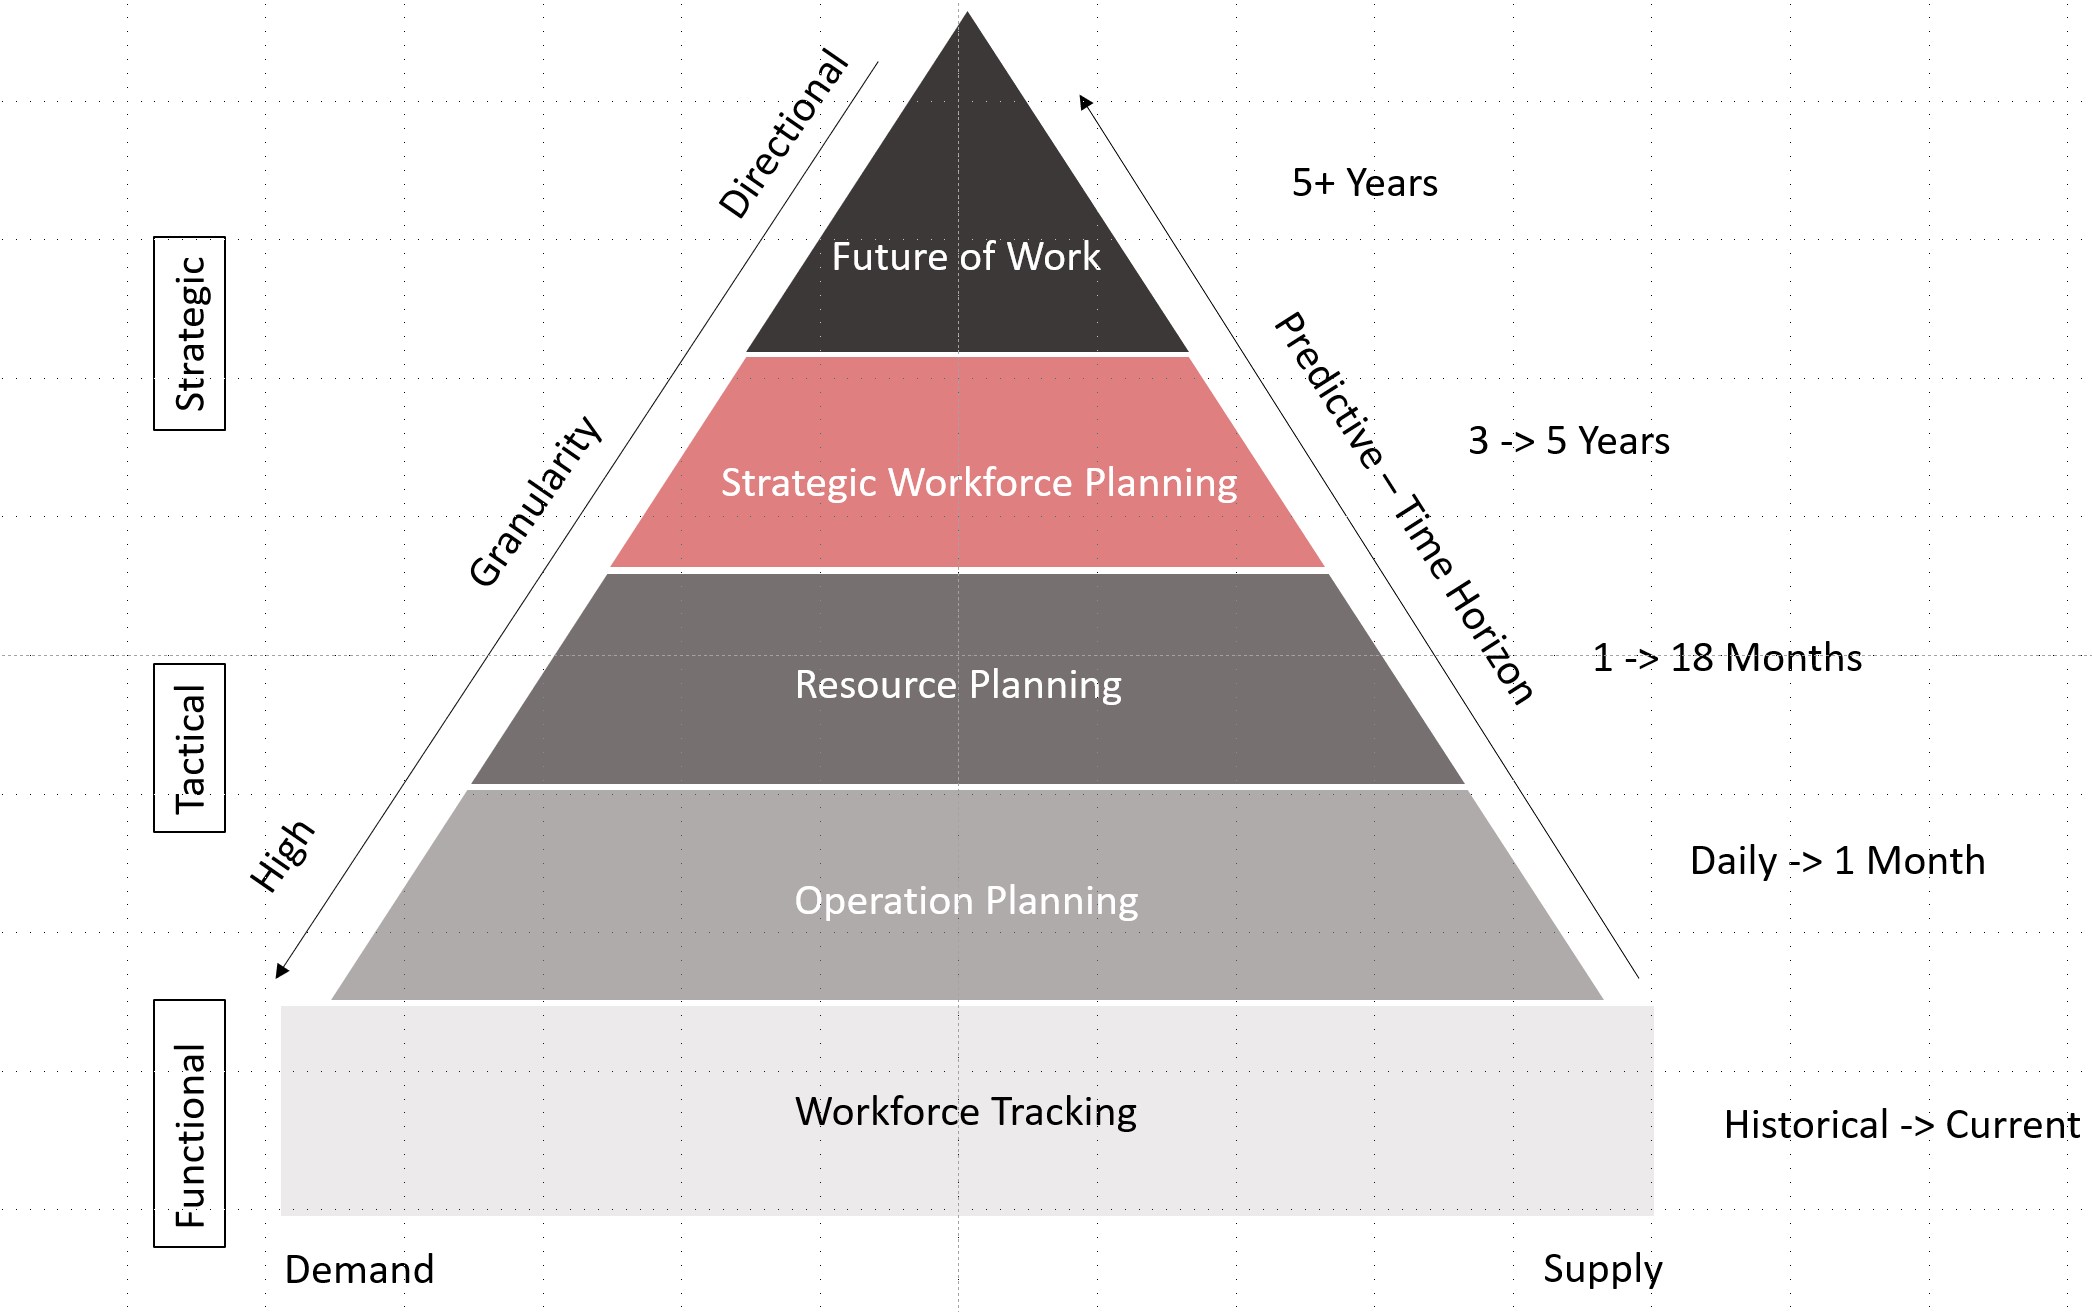 Directional
5+ Years
Future of Work
Strategic
Predictive – Time Horizon
3 -> 5 Years
Granularity
Strategic Workforce Planning
1 -> 18 Months
Resource Planning
Tactical
High
Daily -> 1 Month
Operation Planning
Functional
Workforce Tracking
Historical -> Current
Demand
Supply